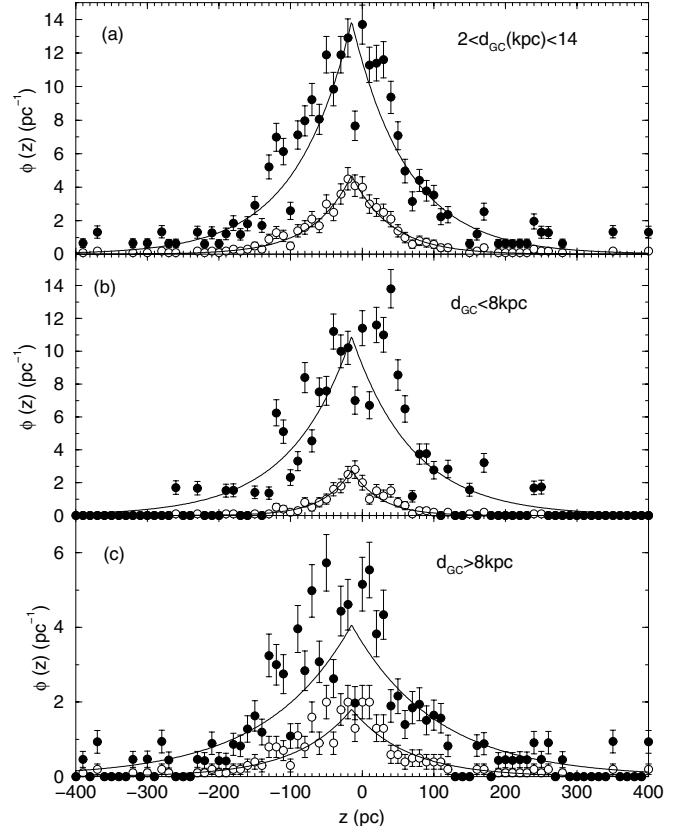 14
12
10
8
6
4
2
0
ϕ (z) (pc⁻¹)
(a)
2<d_GC(kpc)<14
14
12
10
8
6
4
2
0
ϕ (z) (pc⁻¹)
(b)
d_GC<8kpc
6
4
2
0
ϕ (z) (pc⁻¹)
(c)
d_GC>8kpc
−400 −300 −200 −100 0 100 200 300 400
z (pc)